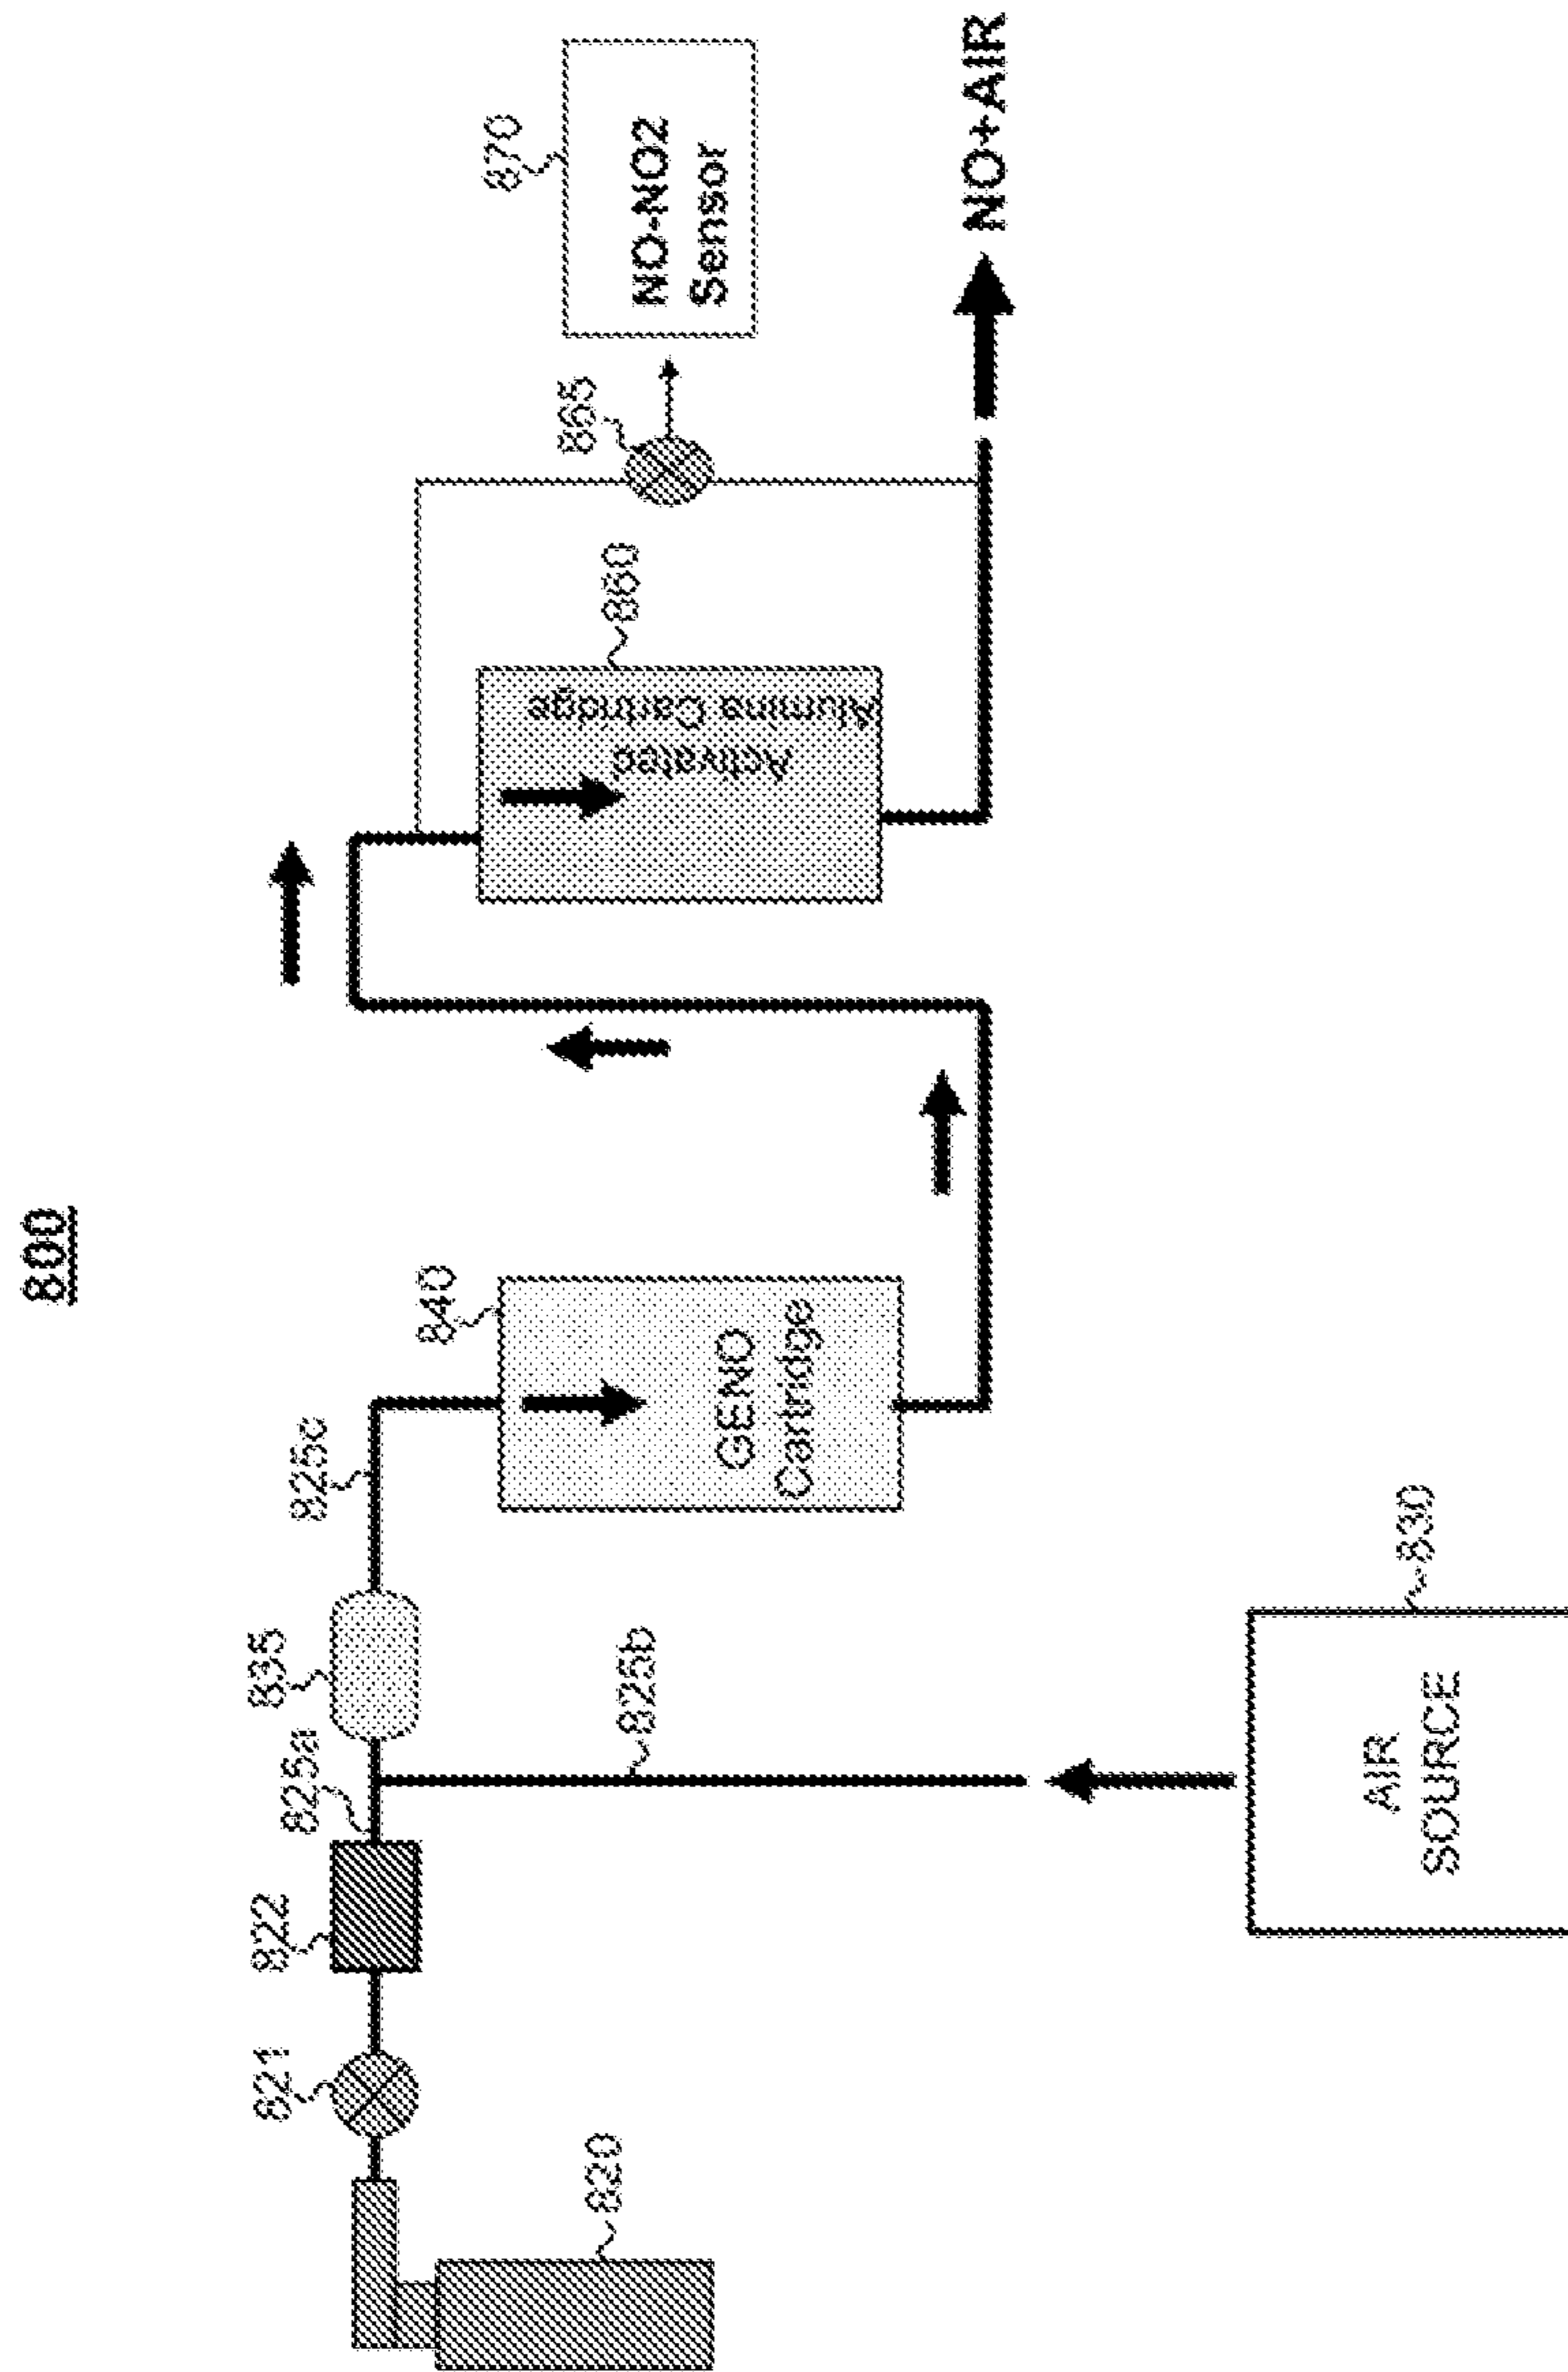 800
821
822
825a
835
825c
820
825b
840
GENO
Cartridge
AIR
SOURCE
830
Activated
Alumina Cartridge
860
865
870
NO-NO2
Sensor
NO+AIR